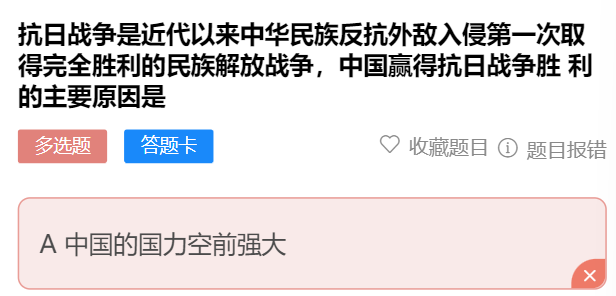 抗日战争是近代以来中华民族反抗外敌入侵第一次取
得完全胜利的民族解放战争，中国赢得抗日战争胜 利
的主要原因是
多选题 答题卡 收藏题目 题目报错
A 中国的国力空前强大